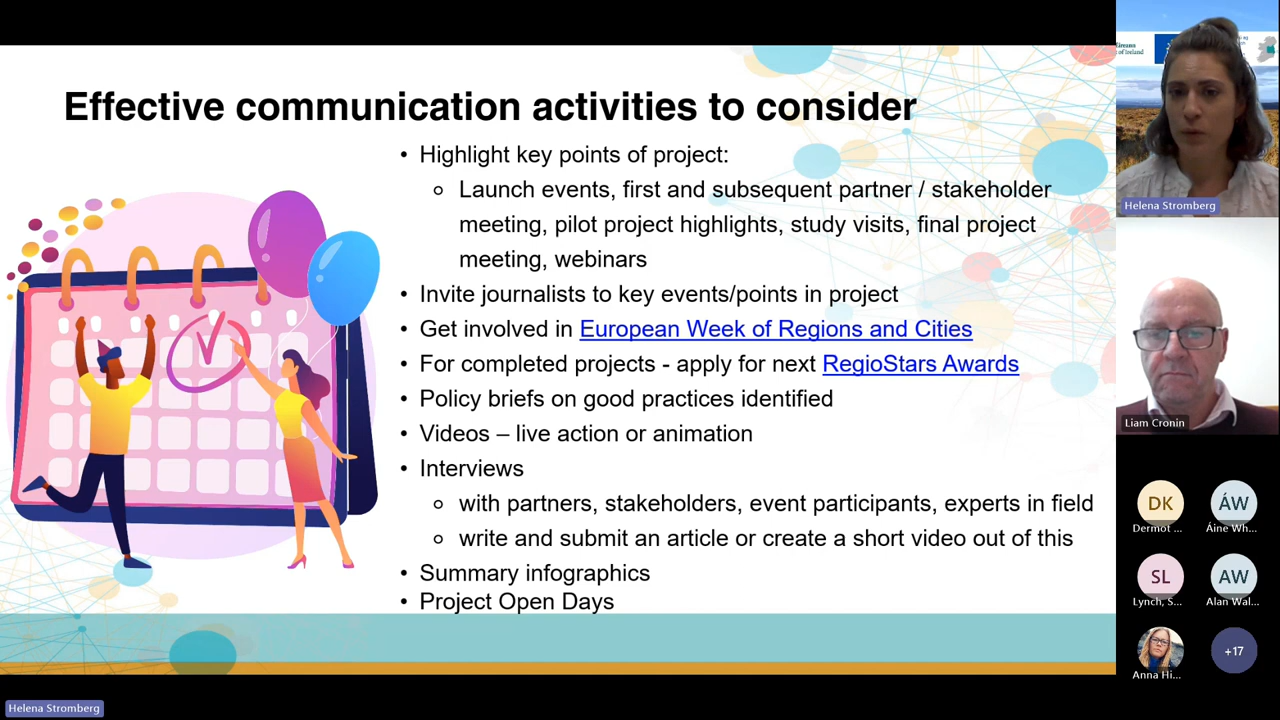 Effective communication activities to consider
• Highlight key points of project:
Launch events, first and subsequent partner / stakeholder
meeting, pilot project highlights, study visits, final project
meeting, webinars
• Invite journalists to key events/points in project
• Get involved in European Week of Regions and Cities
• For completed projects - apply for next RegioStars Awards
• Policy briefs on good practices identified
• Videos – live action or animation
• Interviews
with partners, stakeholders, event participants, experts in field
write and submit an article or create a short video out of this
• Summary infographics
• Project Open Days
Helena Stromberg
of Ireland
Helena Stromberg
Liam Cronin
DK
Dermot ...
ÁW
Áine Wh...
SL
Lynch, S...
AW
Alan Wal...
Anna Hi...
+17